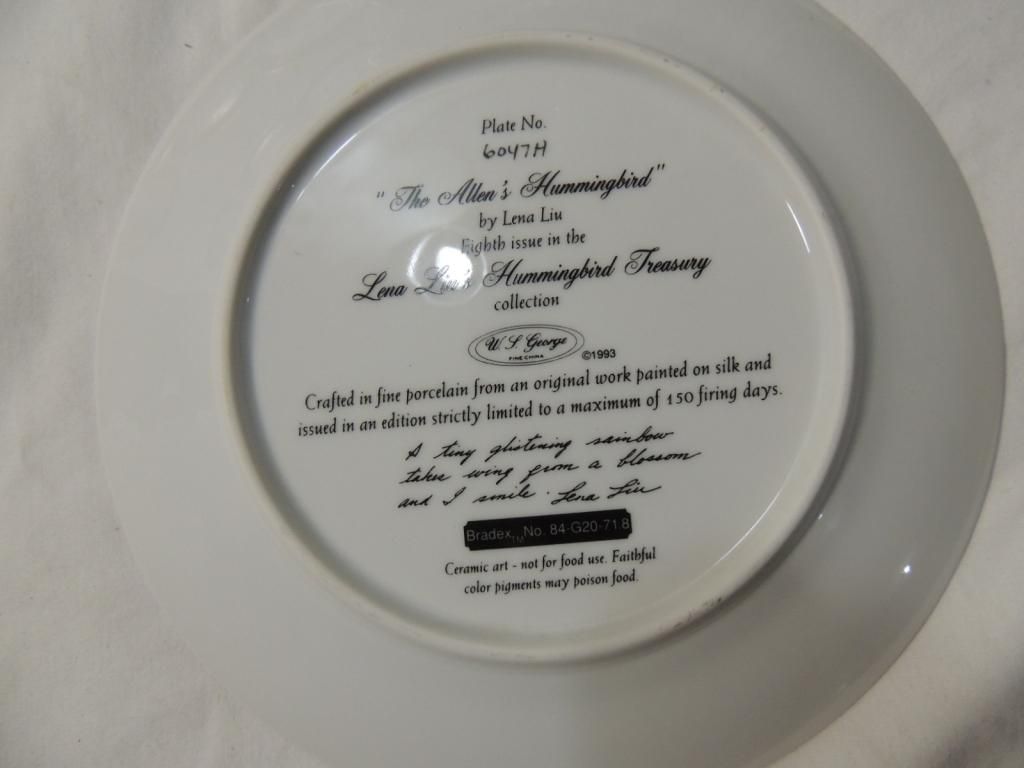 Plate No.
6047H
"The Allen's Hummingbird"
by Lena Liu
Eighth issue in the
Lena Liu's Hummingbird Treasury
collection
W. S. George
FINE CHINA
©1993
Crafted in fine porcelain from an original work painted on silk and
issued in an edition strictly limited to a maximum of 150 firing days.
A tiny glistening rainbow
takes wing from a blossom
and I smile. Lena Liu
Bradex TM No. 84-G20-71.8
Ceramic art - not for food use. Faithful
color pigments may poison food.